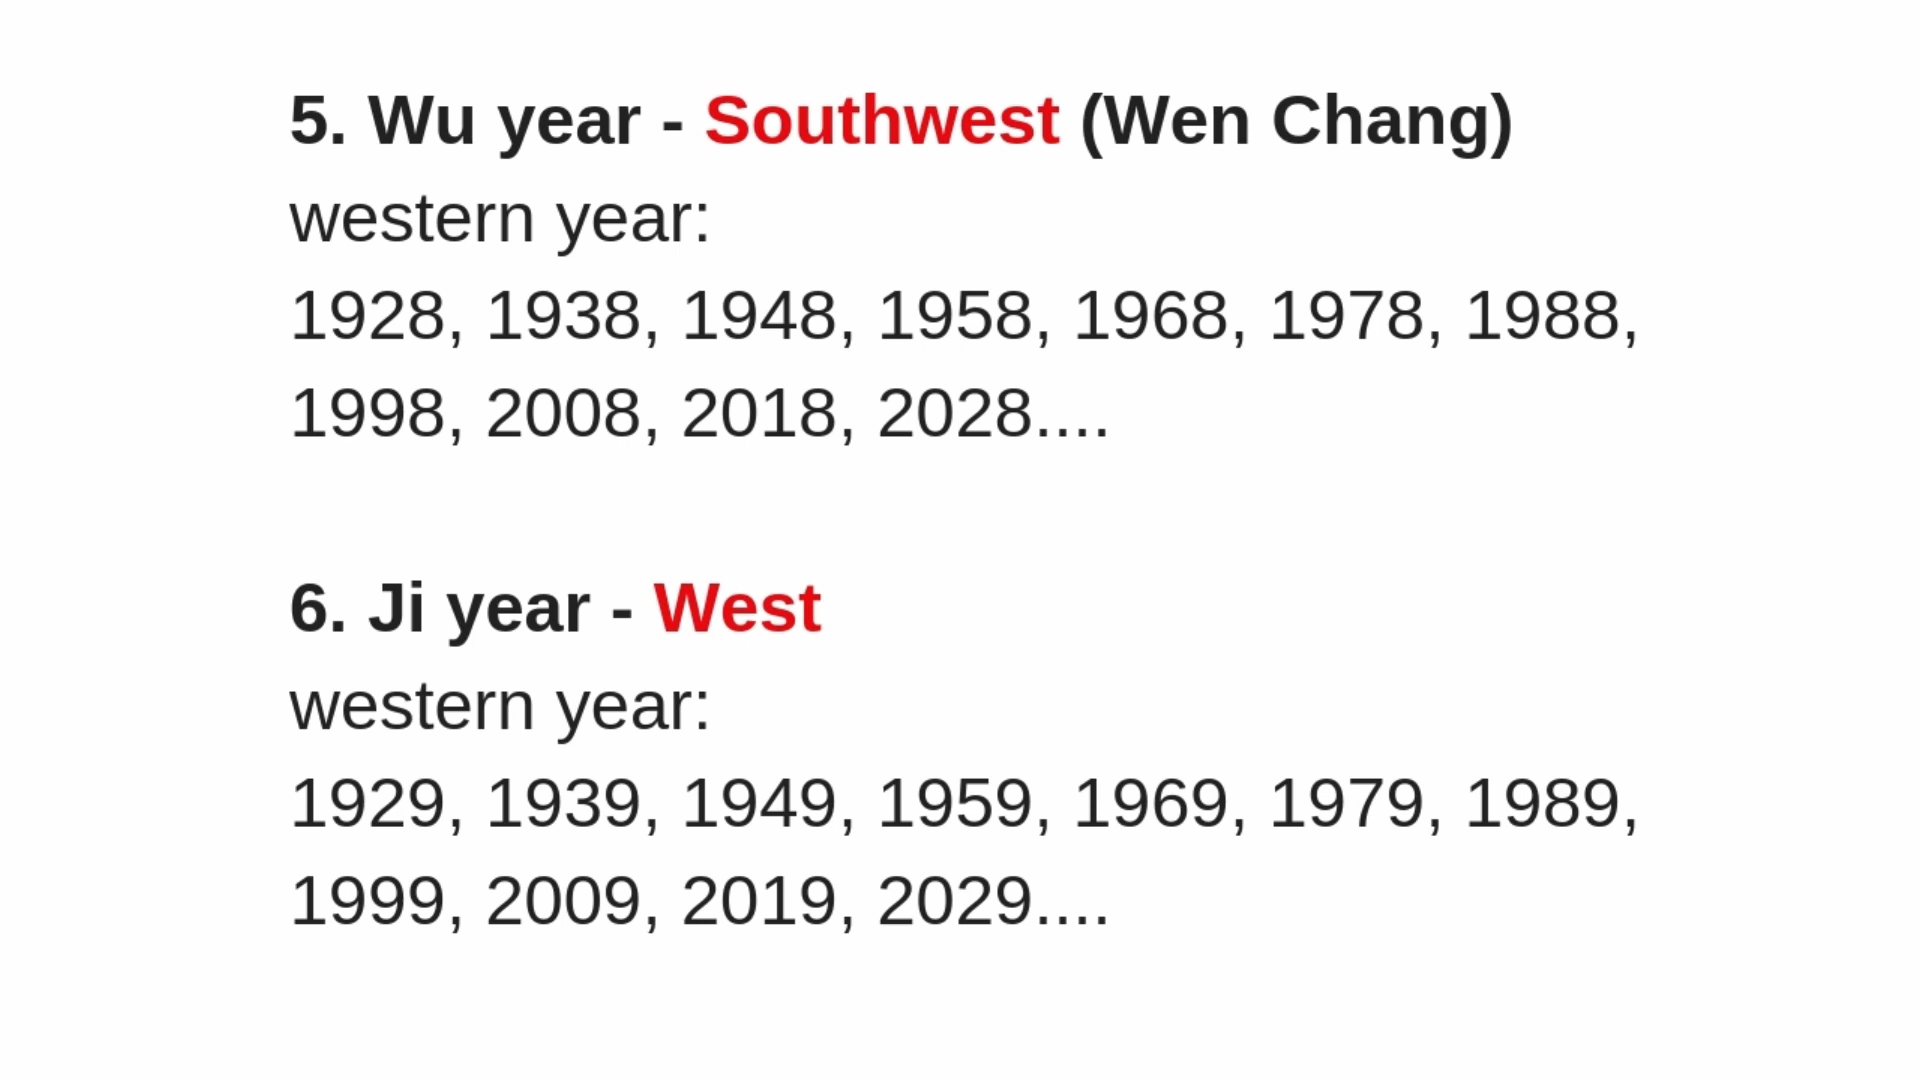 5. Wu year - Southwest (Wen Chang)
western year:
1928, 1938, 1948, 1958, 1968, 1978, 1988,
1998, 2008, 2018, 2028....
6. Ji year - West
western year:
1929, 1939, 1949, 1959, 1969, 1979, 1989,
1999, 2009, 2019, 2029....